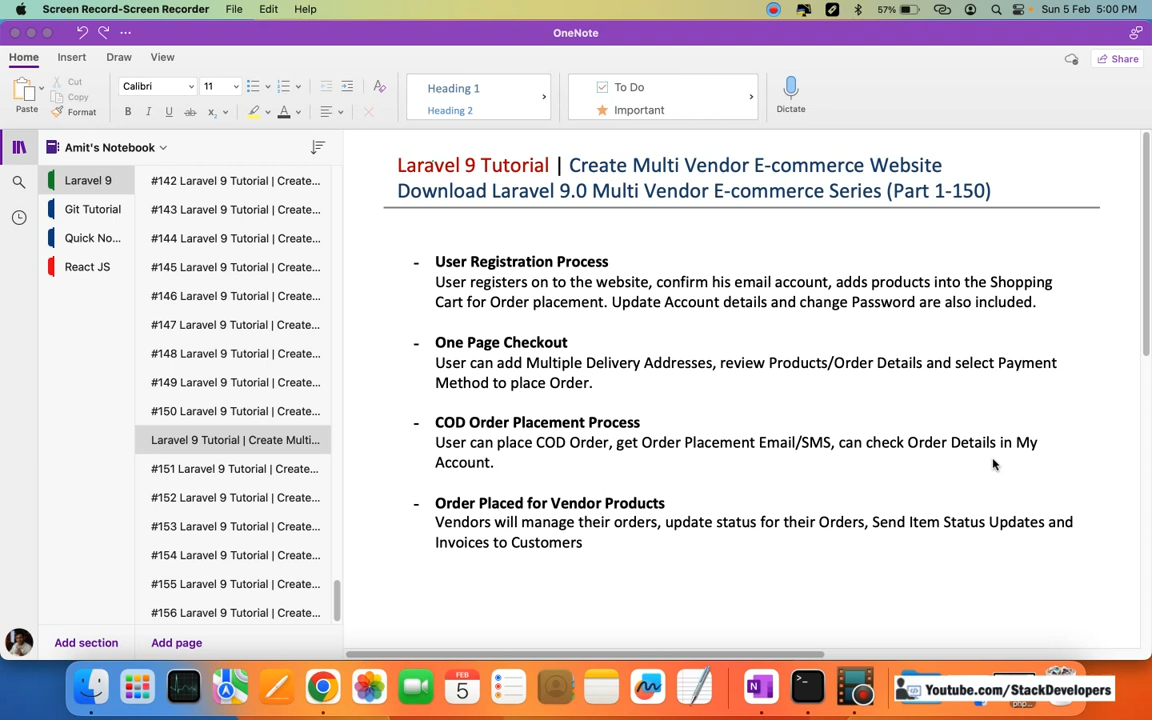 Screen Record-Screen Recorder File Edit Help 57% Sun 5 Feb 5:00 PM
OneNote
Home Insert Draw View Share
Paste Cut Copy Format
Calibri 11
B I U ab x₂ A
Heading 1
Heading 2
To Do
Important
Dictate
Amit's Notebook
Laravel 9
Git Tutorial
Quick No...
React JS
#142 Laravel 9 Tutorial | Create...
#143 Laravel 9 Tutorial | Create...
#144 Laravel 9 Tutorial | Create...
#145 Laravel 9 Tutorial | Create...
#146 Laravel 9 Tutorial | Create...
#147 Laravel 9 Tutorial | Create...
#148 Laravel 9 Tutorial | Create...
#149 Laravel 9 Tutorial | Create...
#150 Laravel 9 Tutorial | Create...
Laravel 9 Tutorial | Create Multi...
#151 Laravel 9 Tutorial | Create...
#152 Laravel 9 Tutorial | Create...
#153 Laravel 9 Tutorial | Create...
#154 Laravel 9 Tutorial | Create...
#155 Laravel 9 Tutorial | Create...
#156 Laravel 9 Tutorial | Create...
Add section Add page
Laravel 9 Tutorial | Create Multi Vendor E-commerce Website
Download Laravel 9.0 Multi Vendor E-commerce Series (Part 1-150)
- User Registration Process
User registers on to the website, confirm his email account, adds products into the Shopping
Cart for Order placement. Update Account details and change Password are also included.
- One Page Checkout
User can add Multiple Delivery Addresses, review Products/Order Details and select Payment
Method to place Order.
- COD Order Placement Process
User can place COD Order, get Order Placement Email/SMS, can check Order Details in My
Account.
- Order Placed for Vendor Products
Vendors will manage their orders, update status for their Orders, Send Item Status Updates and
Invoices to Customers
FEB
5
Youtube.com/StackDevelopers